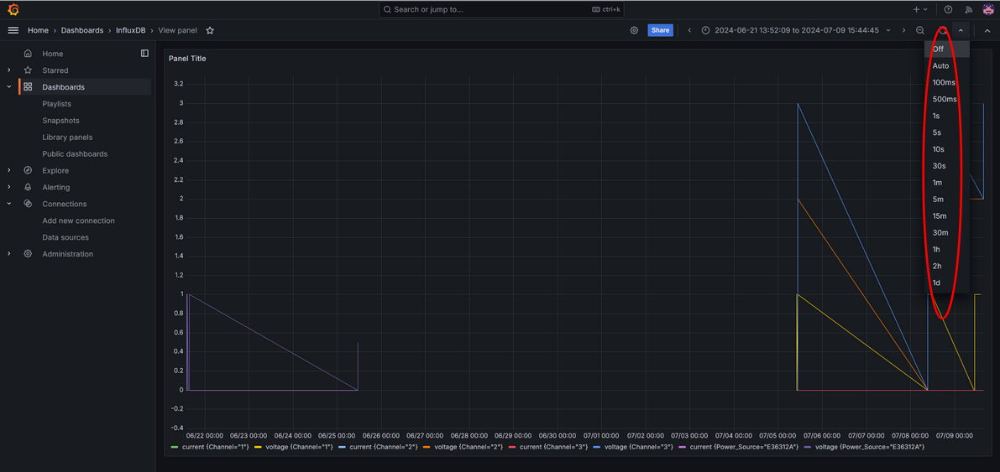 Search or jump to...
ctrl+k
Home
Dashboards
InfluxDB
View panel
Share
2024-06-21 13:52:09 to 2024-07-09 15:44:45
Home
Starred
Dashboards
Playlists
Snapshots
Library panels
Public dashboards
Explore
Alerting
Connections
Add new connection
Data sources
Administration
Panel Title
3.2
3
2.8
2.6
2.4
2.2
2
1.8
1.6
1.4
1.2
1
0.8
0.6
0.4
0.2
0
-0.2
-0.4
06/22 00:00 06/23 00:00 06/24 00:00 06/25 00:00 06/26 00:00 06/27 00:00 06/28 00:00 06/29 00:00 06/30 00:00 07/01 00:00 07/02 00:00 07/03 00:00 07/04 00:00 07/05 00:00 07/06 00:00 07/07 00:00 07/08 00:00 07/09 00:00
current {Channel="1"} voltage {Channel="1"} current {Channel="2"} voltage {Channel="2"} current {Channel="3"} voltage {Channel="3"} current {Power_Source="E36312A"} voltage {Power_Source="E36312A"}
Off
Auto
100ms
500ms
1s
5s
10s
30s
1m
5m
15m
30m
1h
2h
1d